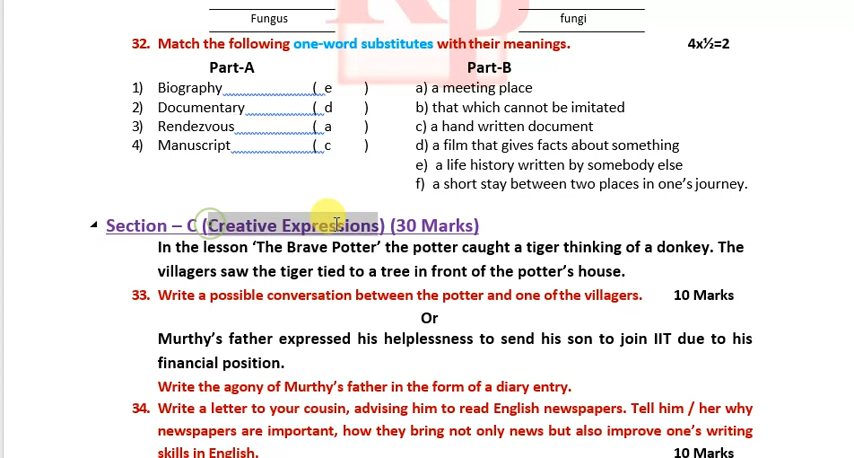 Fungus fungi
32. Match the following one-word substitutes with their meanings. 4x½=2
Part-A Part-B
1) Biography ( e ) a) a meeting place
2) Documentary ( d ) b) that which cannot be imitated
3) Rendezvous ( a ) c) a hand written document
4) Manuscript ( c ) d) a film that gives facts about something
e) a life history written by somebody else
f) a short stay between two places in one's journey.
Section – C (Creative Expressions) (30 Marks)
In the lesson ‘The Brave Potter’ the potter caught a tiger thinking of a donkey. The
villagers saw the tiger tied to a tree in front of the potter’s house.
33. Write a possible conversation between the potter and one of the villagers. 10 Marks
Or
Murthy’s father expressed his helplessness to send his son to join IIT due to his
financial position.
Write the agony of Murthy’s father in the form of a diary entry.
34. Write a letter to your cousin, advising him to read English newspapers. Tell him / her why
newspapers are important, how they bring not only news but also improve one’s writing
skills in English. 10 Marks